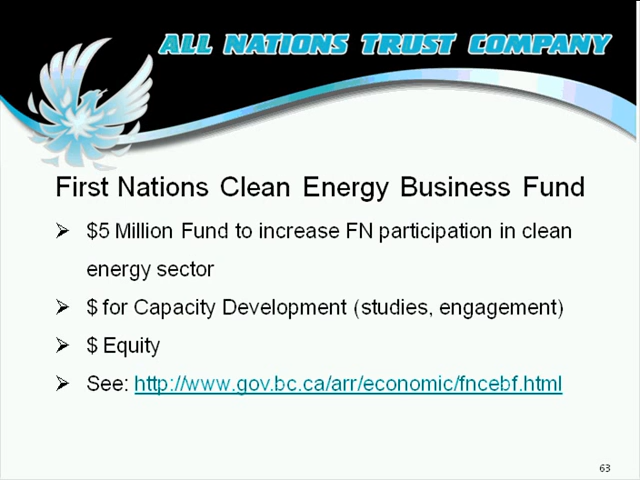 ALL NATIONS TRUST COMPANY
First Nations Clean Energy Business Fund
➢ $5 Million Fund to increase FN participation in clean
energy sector
➢ $ for Capacity Development (studies, engagement)
➢ $ Equity
➢ See: http://www.gov.bc.ca/arr/economic/fncebf.html
63